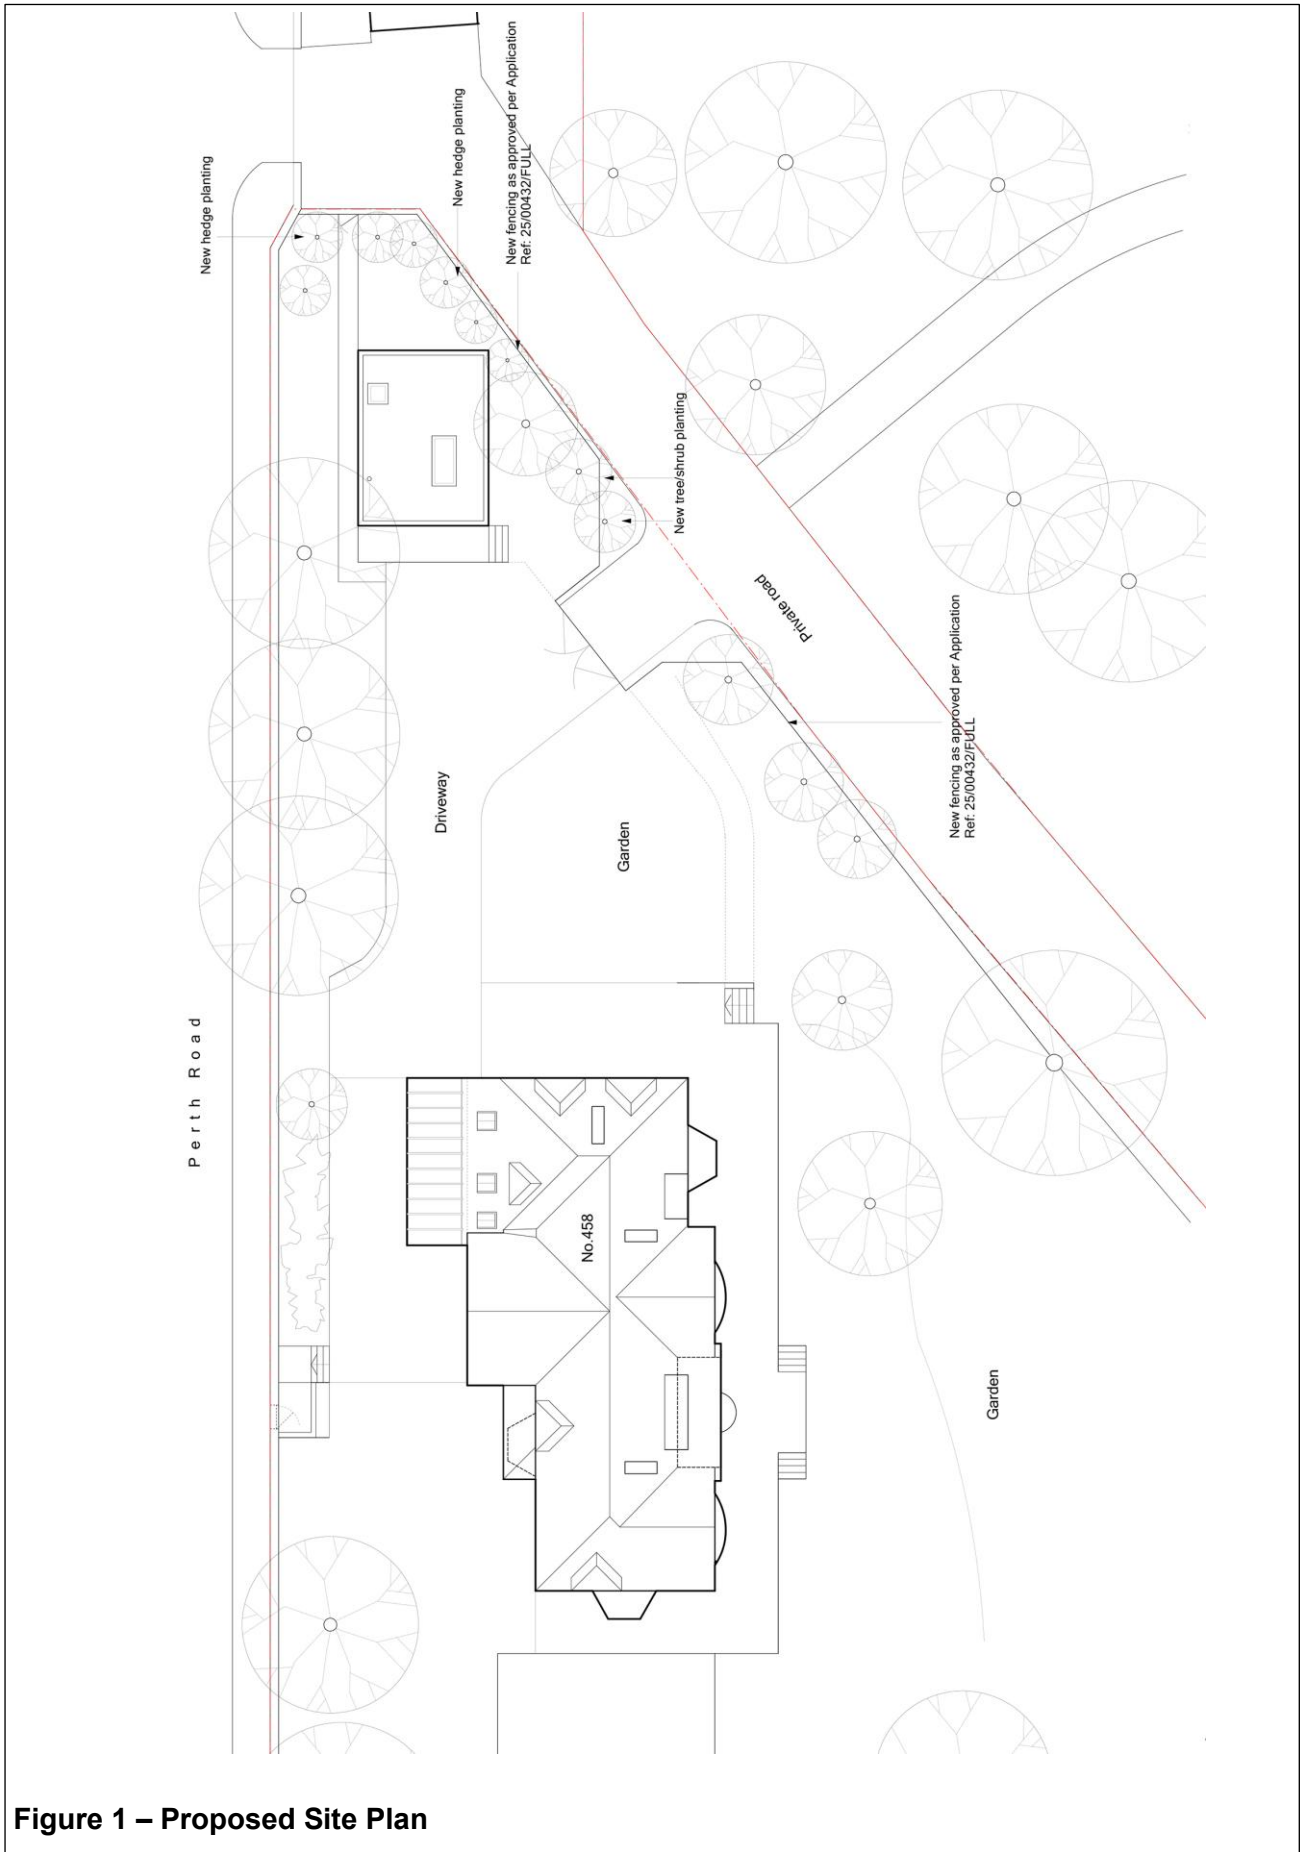 New hedge planting
New hedge planting
New fencing as approved per Application
Ref: 25/00432/FULL
New tree/shrub planting
Private road
New fencing as approved per Application
Ref: 25/00432/FULL
Driveway
Garden
Perth Road
No.458
Garden
Figure 1 – Proposed Site Plan